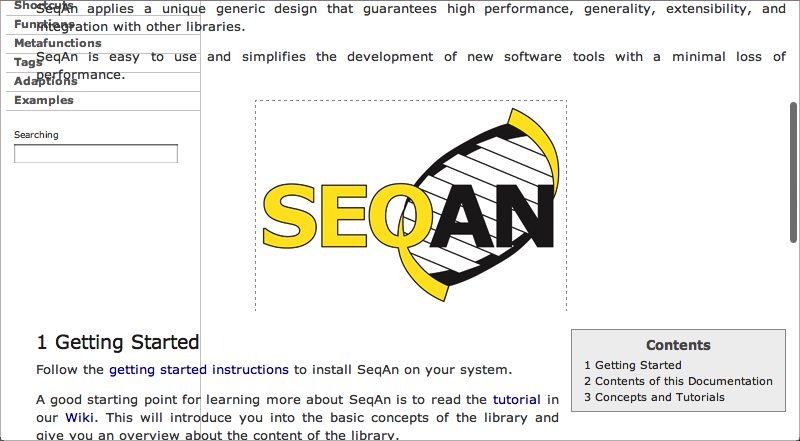 Shortcuts
Functions
Metafunctions
Tags
Adaptions
Examples
Searching
SeqAn applies a unique generic design that guarantees high performance, generality, extensibility, and
integration with other libraries.
SeqAn is easy to use and simplifies the development of new software tools with a minimal loss of
performance.
SEQAN
1 Getting Started
Follow the getting started instructions to install SeqAn on your system.
A good starting point for learning more about SeqAn is to read the tutorial in
our Wiki. This will introduce you into the basic concepts of the library and
give you an overview about the content of the library.
Contents
1 Getting Started
2 Contents of this Documentation
3 Concepts and Tutorials